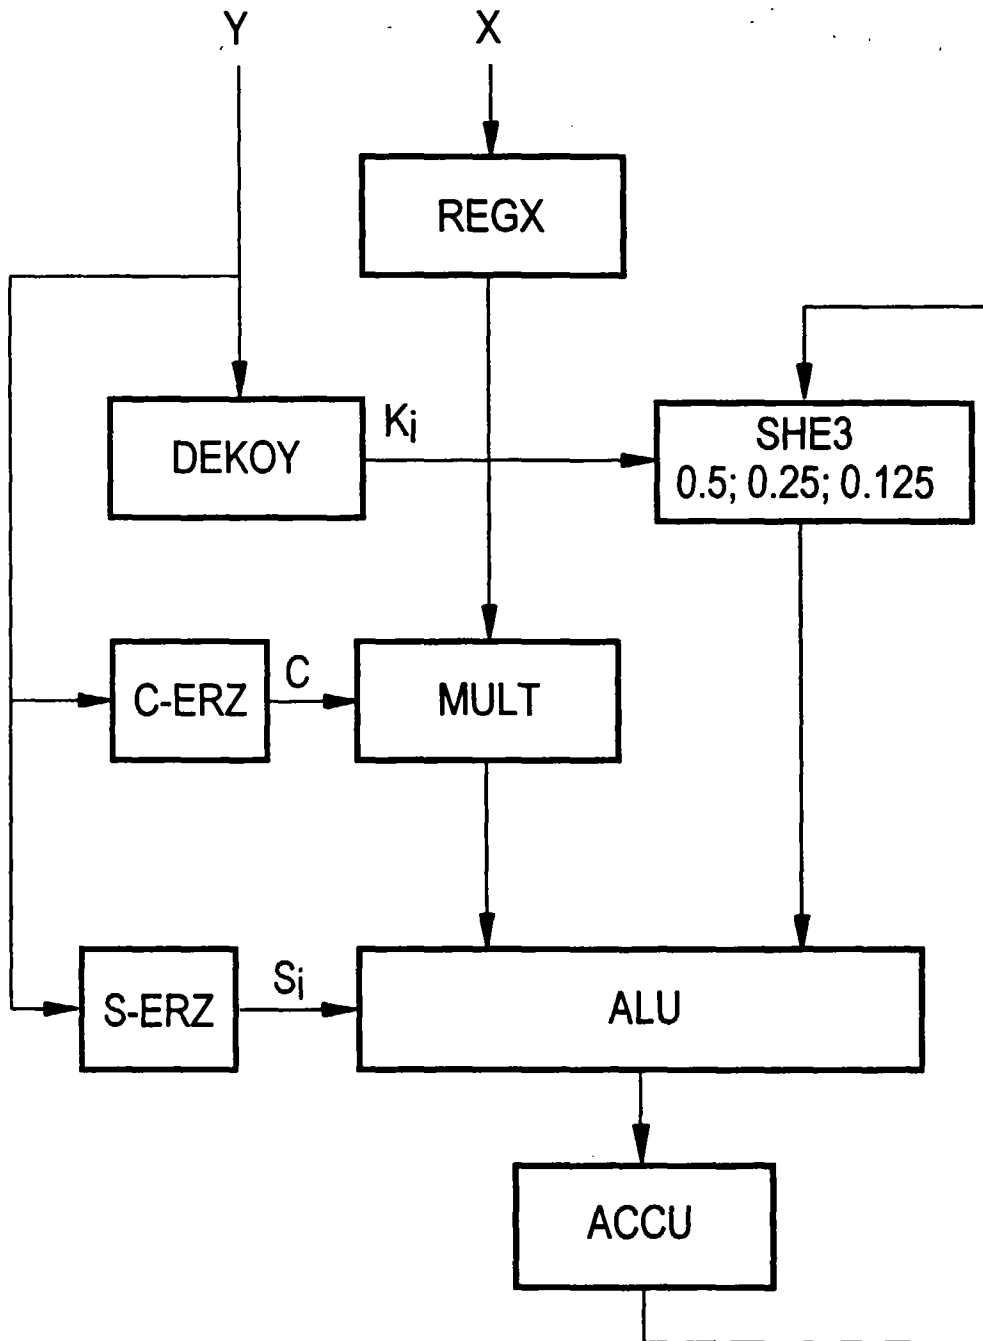 Y
X
REGX
DEKOY
Ki
SHE3
0.5; 0.25; 0.125
C-ERZ
C
MULT
S-ERZ
Si
ALU
ACCU